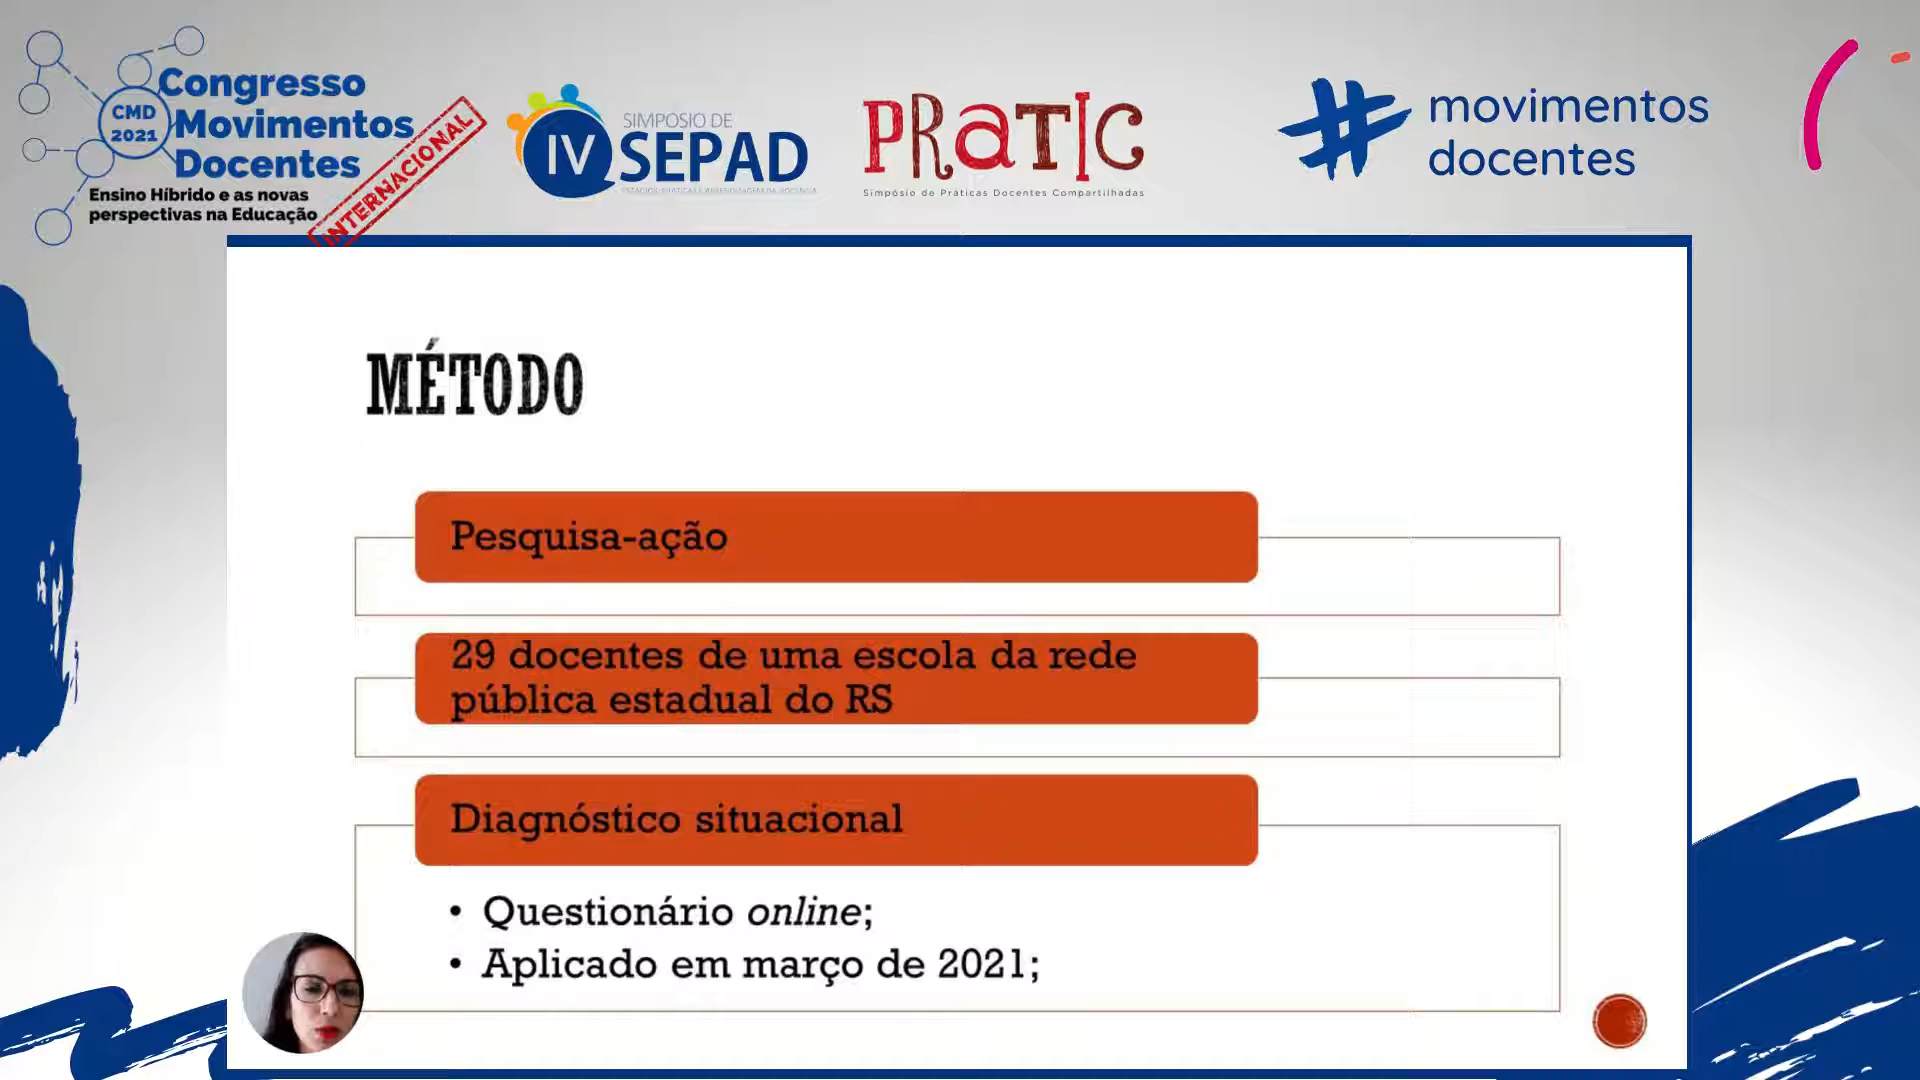 CMD
2021
Congresso
Movimentos
Docentes
Ensino Híbrido e as novas
perspectivas na Educação
INTERNACIONAL
IV
SIMPÓSIO DE
SEPAD
PRATIC
Simpósio de Práticas Docentes Compartilhadas
# movimentos
docentes
MÉTODO
Pesquisa-ação
29 docentes de uma escola da rede
pública estadual do RS
Diagnóstico situacional
• Questionário online;
• Aplicado em março de 2021;